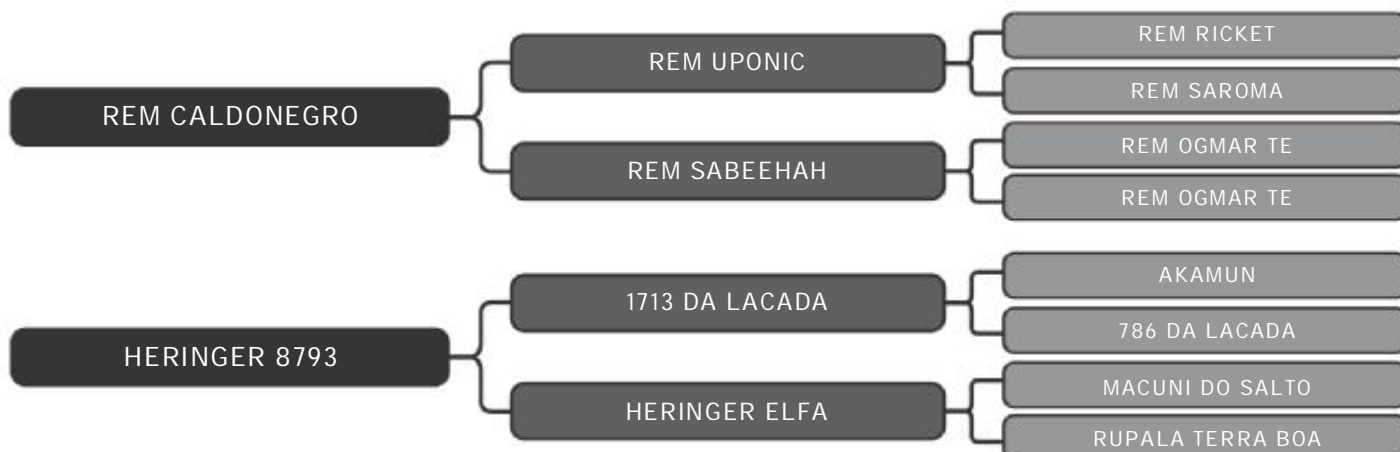 REM CALDONEGRO
REM UPONIC
REM RICKET
REM SAROMA
REM SABEEHAH
REM OGMAR TE
REM OGMAR TE
HERINGER 8793
1713 DA LACADA
AKAMUN
786 DA LACADA
HERINGER ELFA
MACUNI DO SALTO
RUPALA TERRA BOA